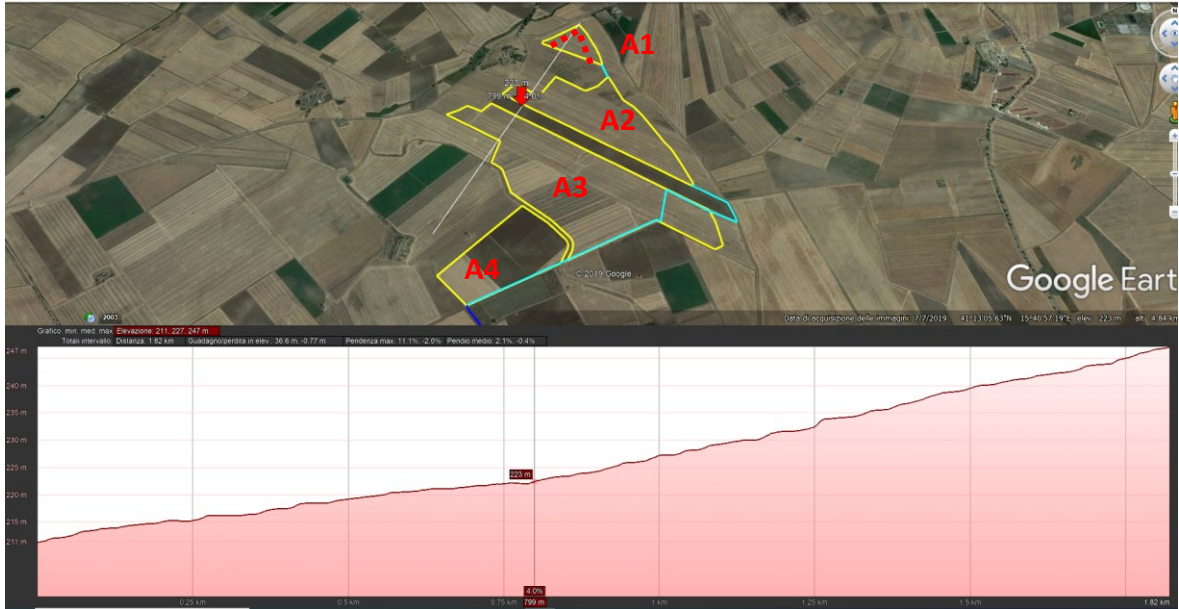 N
A1
223 m
799 m 4.0%
A2
A3
A4
© 2019 Google
Google Eart
2003
Data di acquisizione delle immagini: 7/7/2019 41°13'05.63"N 15°40'57.19"E elev 223 m alt 4.84 km
Grafico: min, med, max Elevazione: 211, 227, 247 m
Totali intervallo: Distanza: 1.82 km Guadagno/perdita in elev.: 36.6 m, -0.77 m Pendenza max: 11.1%, -2.0% Pendio medio: 2.1%, -0.4%
247 m
240 m
235 m
230 m
225 m
223 m
220 m
215 m
211 m
4.0%
0.25 km 0.5 km 0.75 km 799 m 1 km 1.25 km 1.5 km 1.82 km